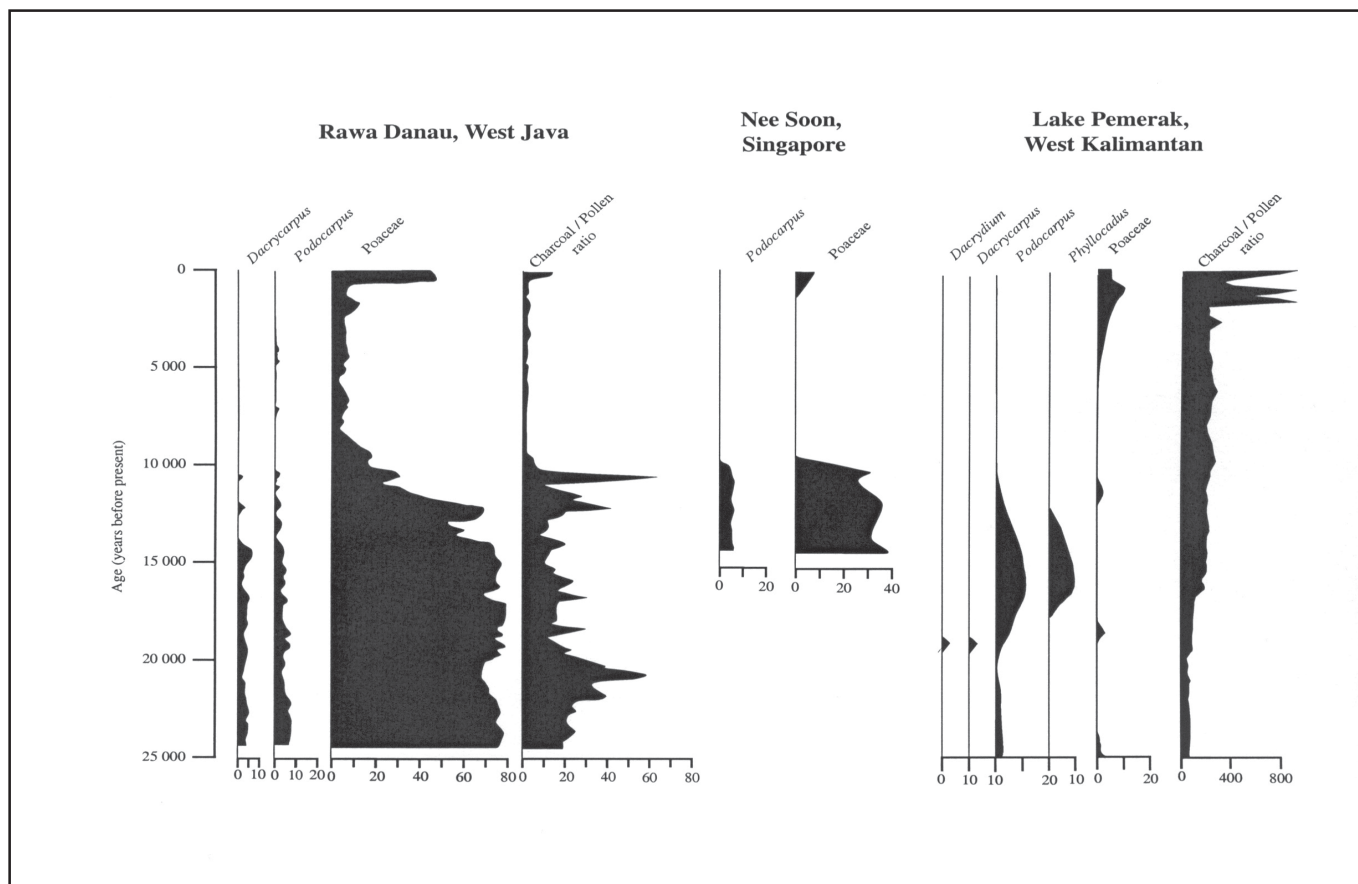 Rawa Danau, West Java
Nee Soon,
Singapore
Lake Pemerak,
West Kalimantan
Dacrycarpus
Podocarpus
Poaceae
Charcoal / Pollen
ratio
Podocarpus
Poaceae
Dacrydium
Dacrycarpus
Podocarpus
Phyllocadus
Poaceae
Charcoal / Pollen
ratio
Age (years before present)
0
5 000
10 000
15 000
20 000
25 000
0 10 0 10 20 0 20 40 60 80 0 20 40 60 80
0 20 0 20 40
0 10 10 20 10 0 20 0 400 800